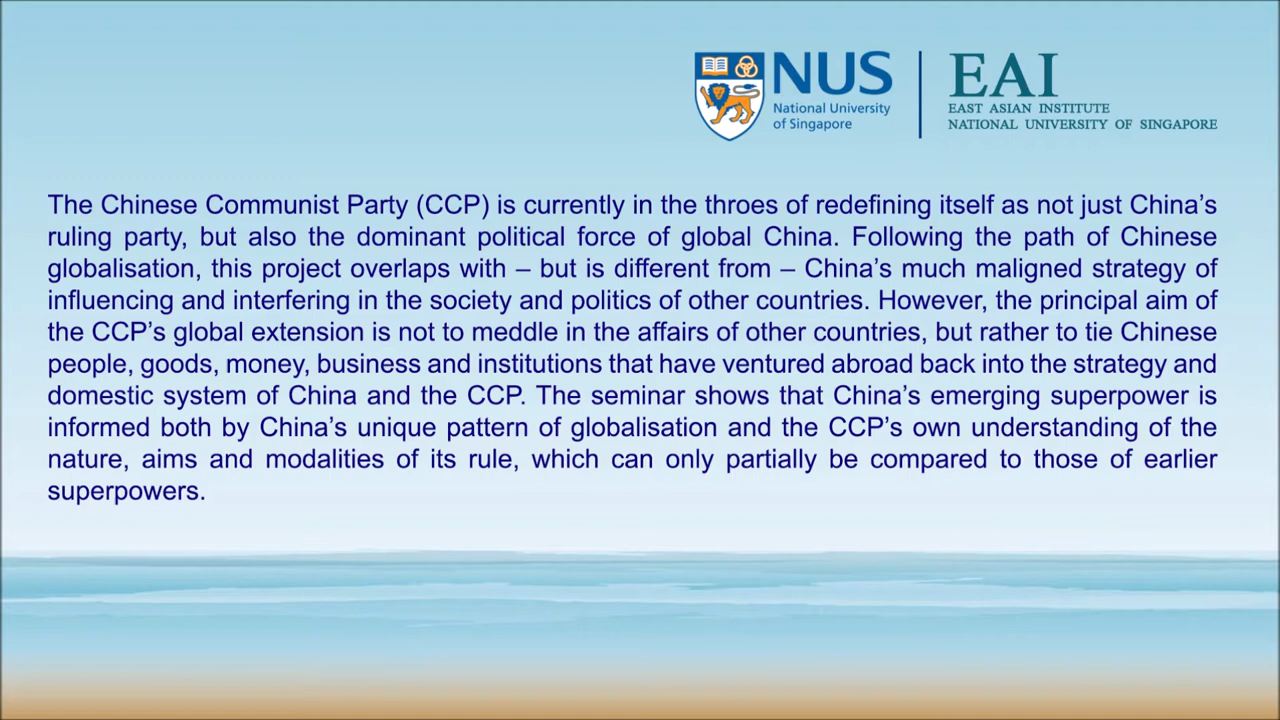 NUS
National University
of Singapore
EAI
EAST ASIAN INSTITUTE
NATIONAL UNIVERSITY OF SINGAPORE
The Chinese Communist Party (CCP) is currently in the throes of redefining itself as not just China’s
ruling party, but also the dominant political force of global China. Following the path of Chinese
globalisation, this project overlaps with – but is different from – China’s much maligned strategy of
influencing and interfering in the society and politics of other countries. However, the principal aim of
the CCP’s global extension is not to meddle in the affairs of other countries, but rather to tie Chinese
people, goods, money, business and institutions that have ventured abroad back into the strategy and
domestic system of China and the CCP. The seminar shows that China’s emerging superpower is
informed both by China’s unique pattern of globalisation and the CCP’s own understanding of the
nature, aims and modalities of its rule, which can only partially be compared to those of earlier
superpowers.